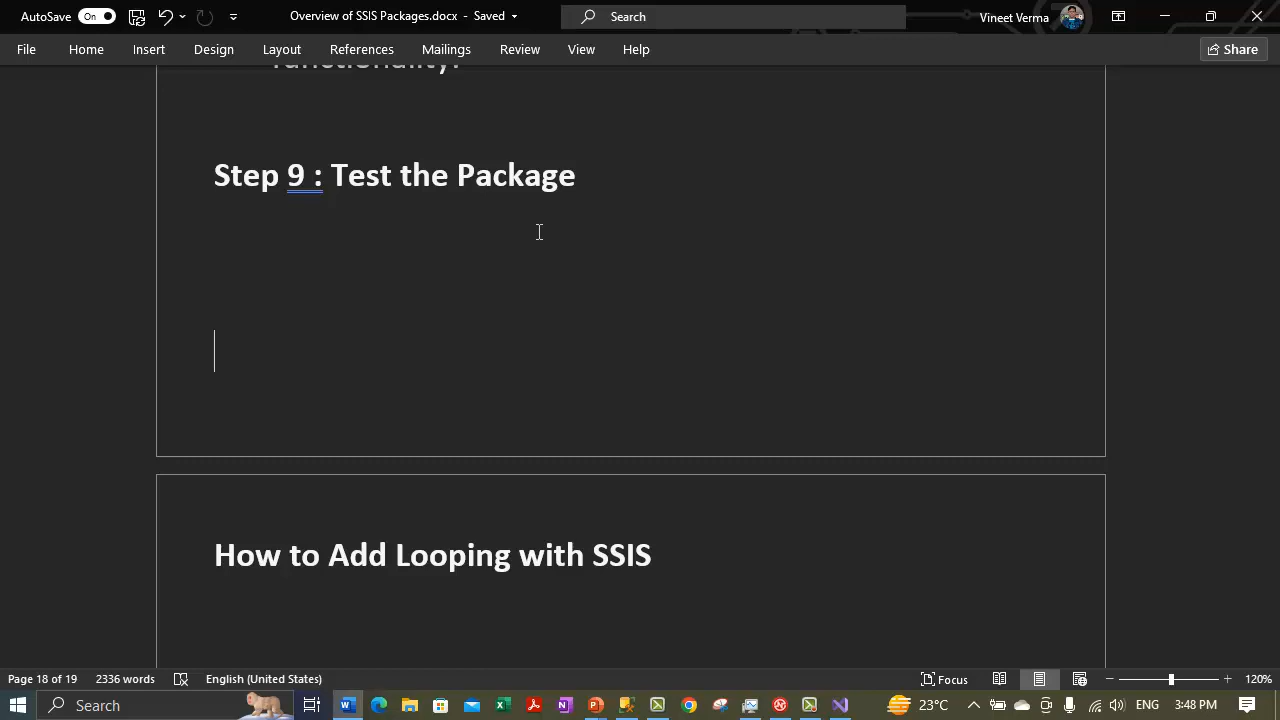 AutoSave On Overview of SSIS Packages.docx - Saved Search Vineet Verma
File Home Insert Design Layout References Mailings Review View Help Share
functionality.
Step 9 : Test the Package
How to Add Looping with SSIS
Page 18 of 19 2336 words English (United States) Focus 120%
Search 23°C ENG 3:48 PM